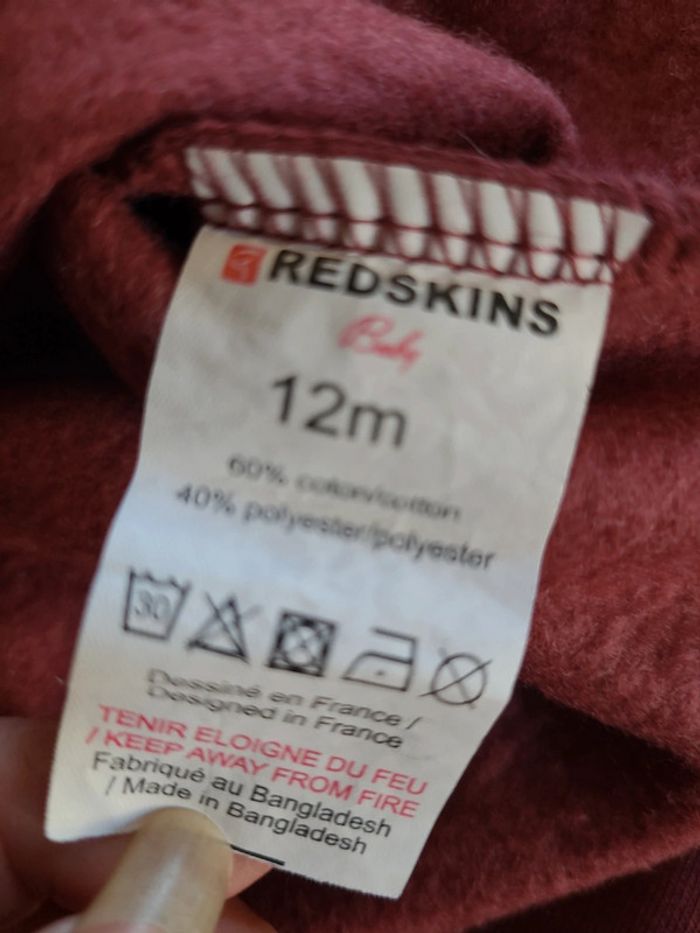 REDSKINS
Baby
12m
60% coton/cotton
40% polyester/polyester
30
Dessiné en France /
Designed in France
TENIR ELOIGNE DU FEU
/ KEEP AWAY FROM FIRE
Fabriqué au Bangladesh
/ Made in Bangladesh